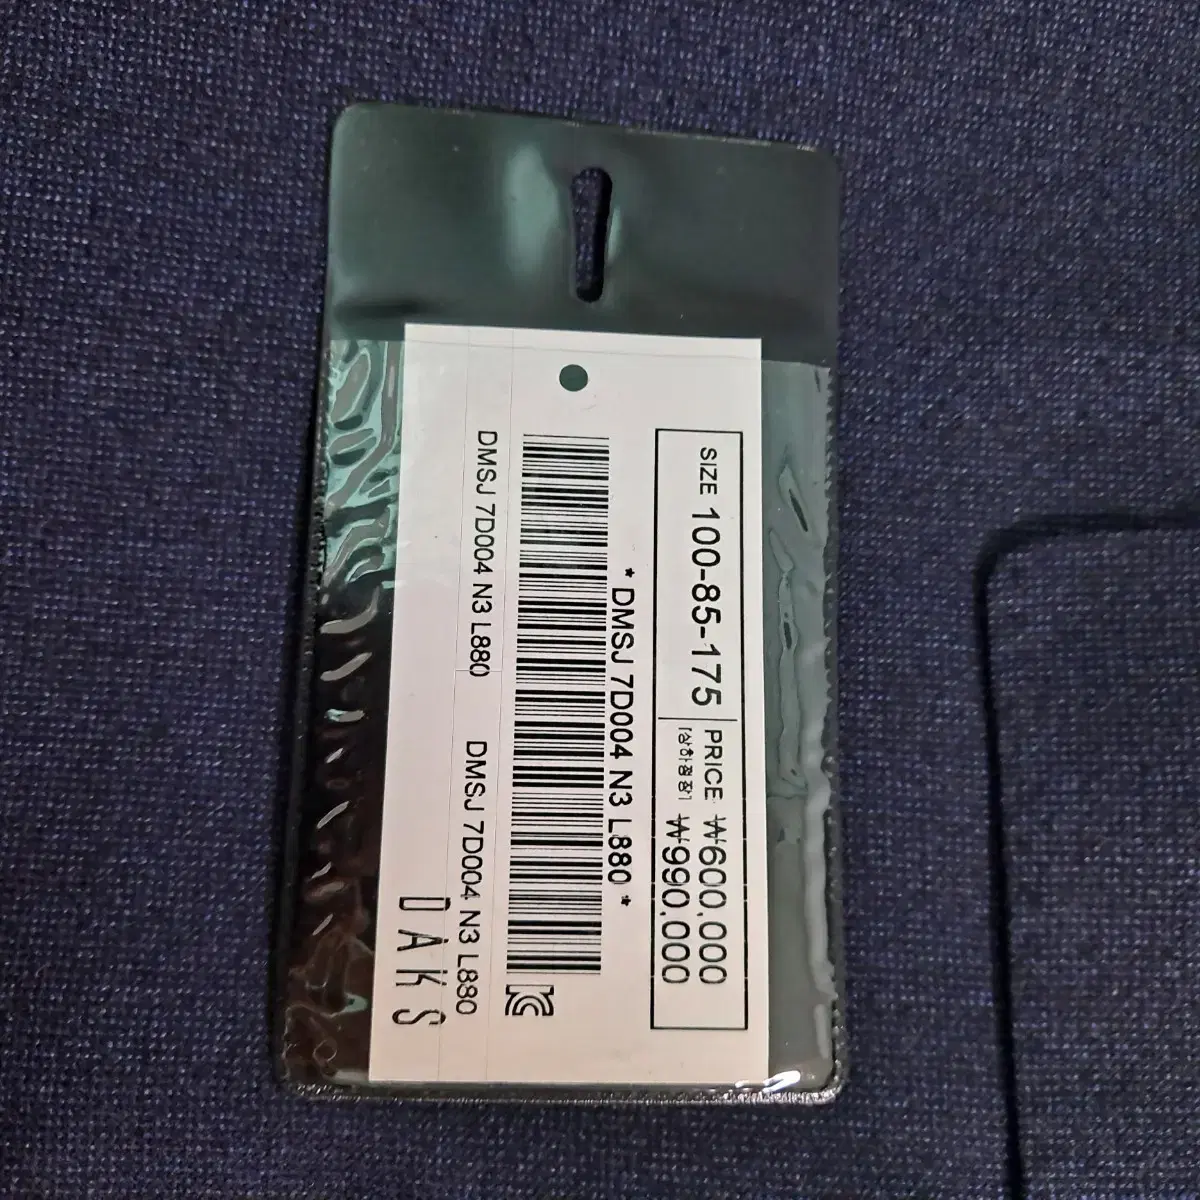 SIZE 100-85-175
PRICE ₩600,000
[상하정장] ₩990,000
* DMSJ 7D004 N3 L880 *
DMSJ 7D004 N3 L880
DMSJ 7D004 N3 L880
DAKS